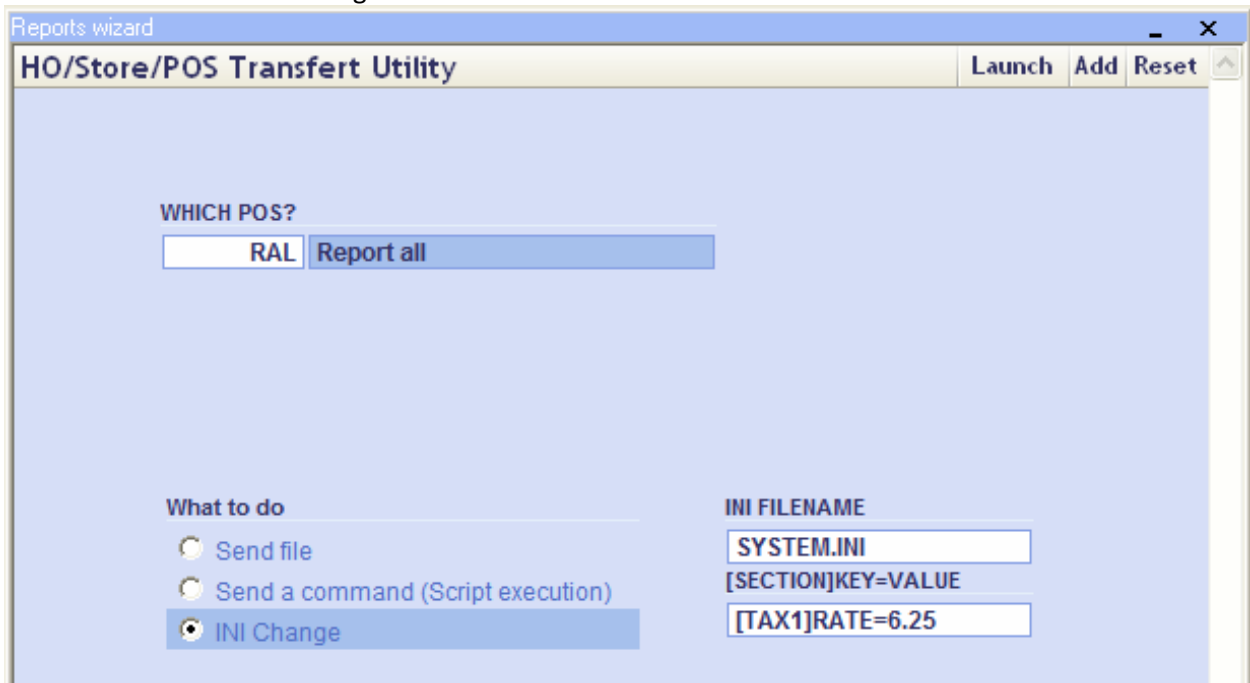 Reports wizard
HO/Store/POS Transfert Utility Launch Add Reset
WHICH POS?
RAL Report all
What to do
Send file
Send a command (Script execution)
INI Change
INI FILENAME
SYSTEM.INI
[SECTION]KEY=VALUE
[TAX1]RATE=6.25